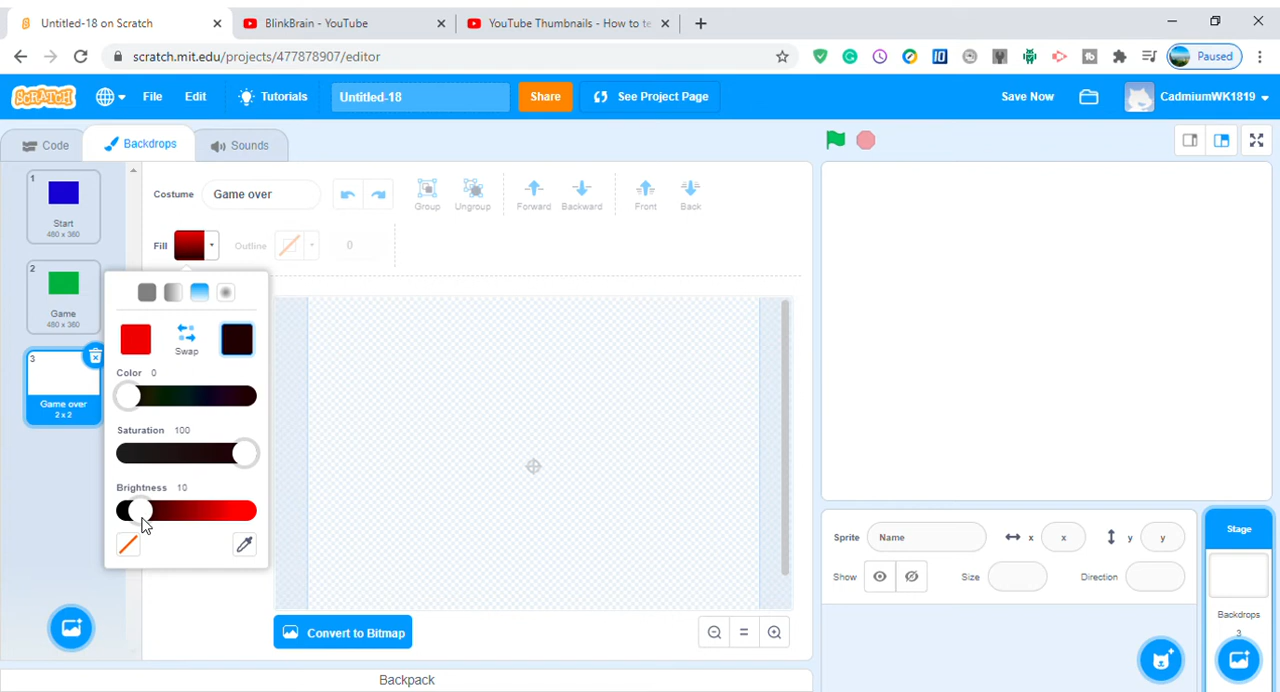 Untitled-18 on Scratch
BlinkBrain - YouTube
YouTube Thumbnails - How to te
scratch.mit.edu/projects/477878907/editor
Paused
SCRATCH
File
Edit
Tutorials
Untitled-18
Share
See Project Page
Save Now
CadmiumWK1819
Code
Backdrops
Sounds
1
Start
480 x 360
2
Game
480 x 360
3
Game over
2 x 2
Costume
Game over
Group
Ungroup
Forward
Backward
Front
Back
Fill
Outline
0
Swap
Color 0
Saturation 100
Brightness 10
Convert to Bitmap
Backpack
Sprite
Name
x
x
y
y
Show
Size
Direction
Stage
Backdrops
3